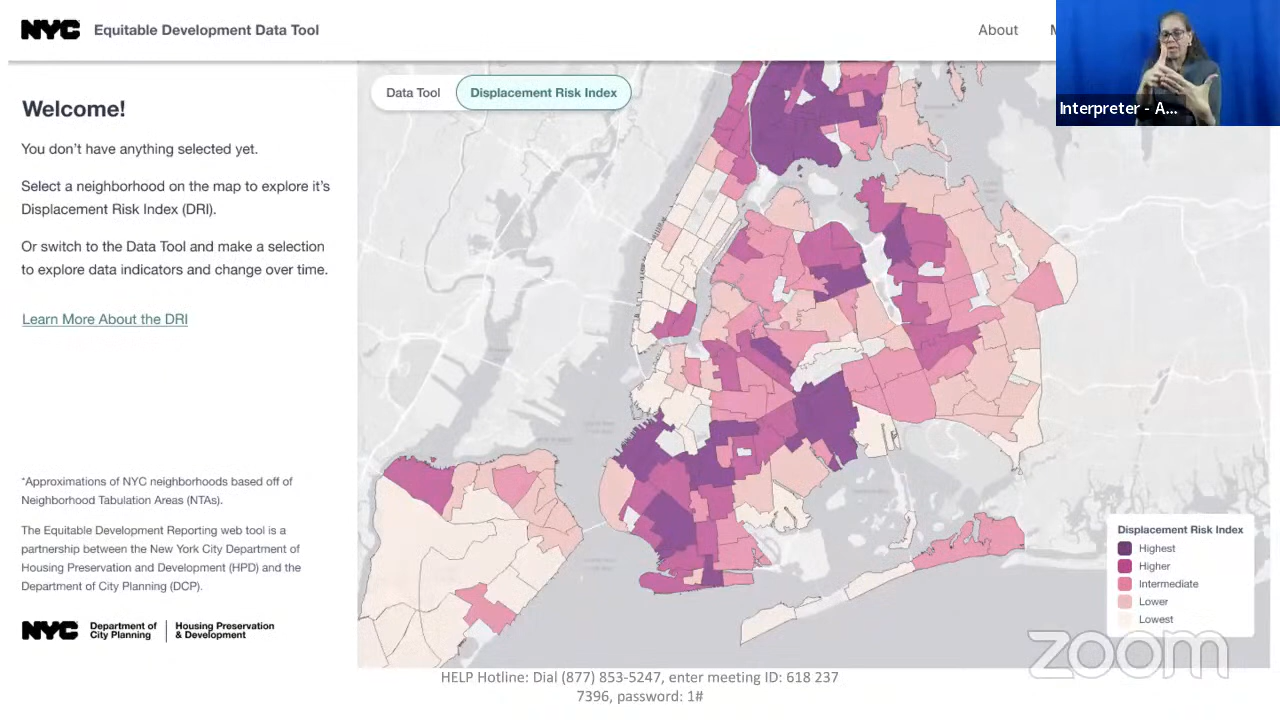 NYC Equitable Development Data Tool
About
Interpreter - A...
Data Tool
Displacement Risk Index
Welcome!
You don't have anything selected yet.
Select a neighborhood on the map to explore it's
Displacement Risk Index (DRI).
Or switch to the Data Tool and make a selection
to explore data indicators and change over time.
Learn More About the DRI
*Approximations of NYC neighborhoods based off of
Neighborhood Tabulation Areas (NTAs).
The Equitable Development Reporting web tool is a
partnership between the New York City Department of
Housing Preservation and Development (HPD) and the
Department of City Planning (DCP).
NYC
Department of
City Planning
Housing Preservation
& Development
Displacement Risk Index
Highest
Higher
Intermediate
Lower
Lowest
zoom
HELP Hotline: Dial (877) 853-5247, enter meeting ID: 618 237
7396, password: 1#